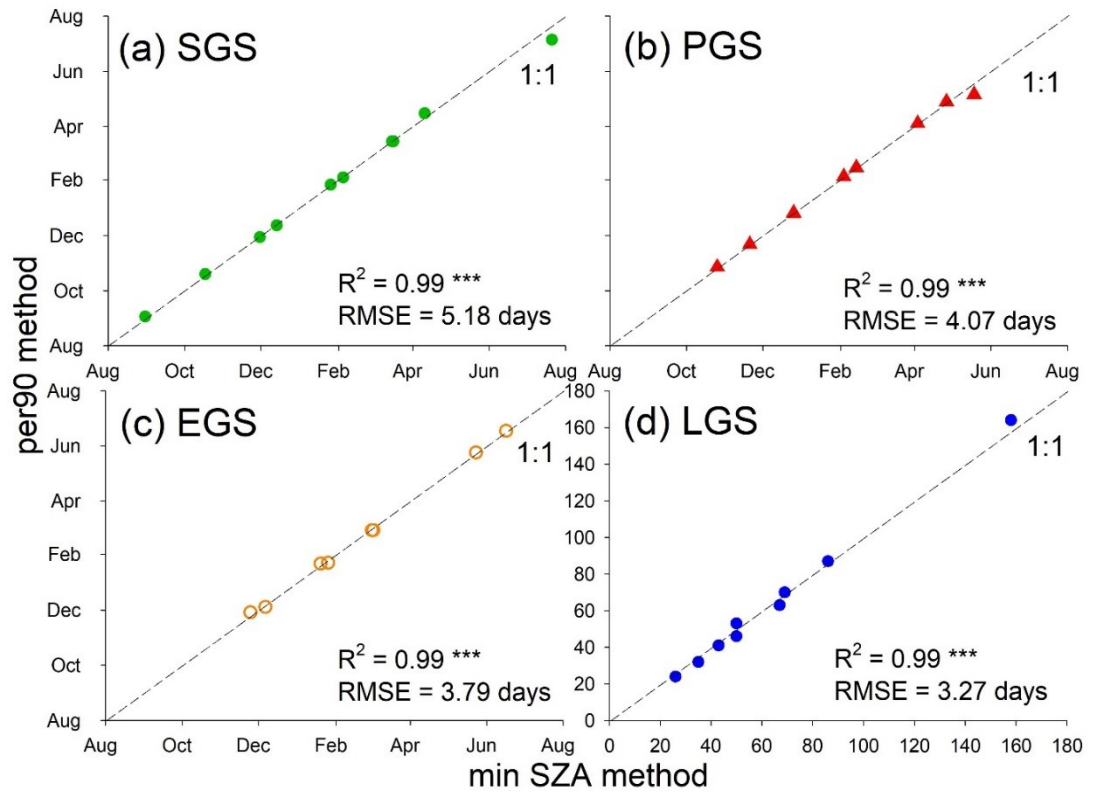 (a) SGS
1:1
Aug
Jun
Apr
Feb
Dec
Oct
Aug
R² = 0.99 ***
RMSE = 5.18 days
Aug Oct Dec Feb Apr Jun Aug
(b) PGS
1:1
R² = 0.99 ***
RMSE = 4.07 days
Aug Oct Dec Feb Apr Jun Aug
per90 method
(c) EGS
1:1
Aug
Jun
Apr
Feb
Dec
Oct
Aug
R² = 0.99 ***
RMSE = 3.79 days
Aug Oct Dec Feb Apr Jun Aug
(d) LGS
1:1
180
160
140
120
100
80
60
40
20
0
R² = 0.99 ***
RMSE = 3.27 days
0 20 40 60 80 100 120 140 160 180
min SZA method